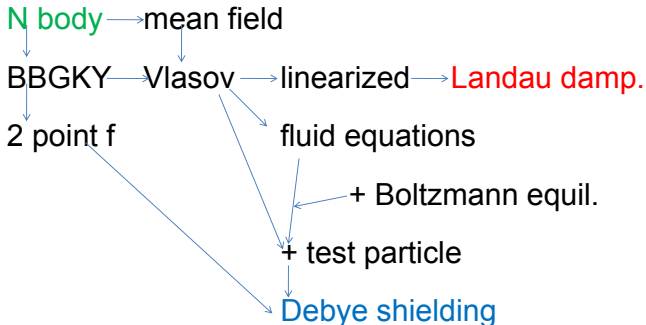 N body mean field
BBGKY Vlasov linearized Landau damp.
2 point f fluid equations
+ Boltzmann equil.
+ test particle
Debye shielding